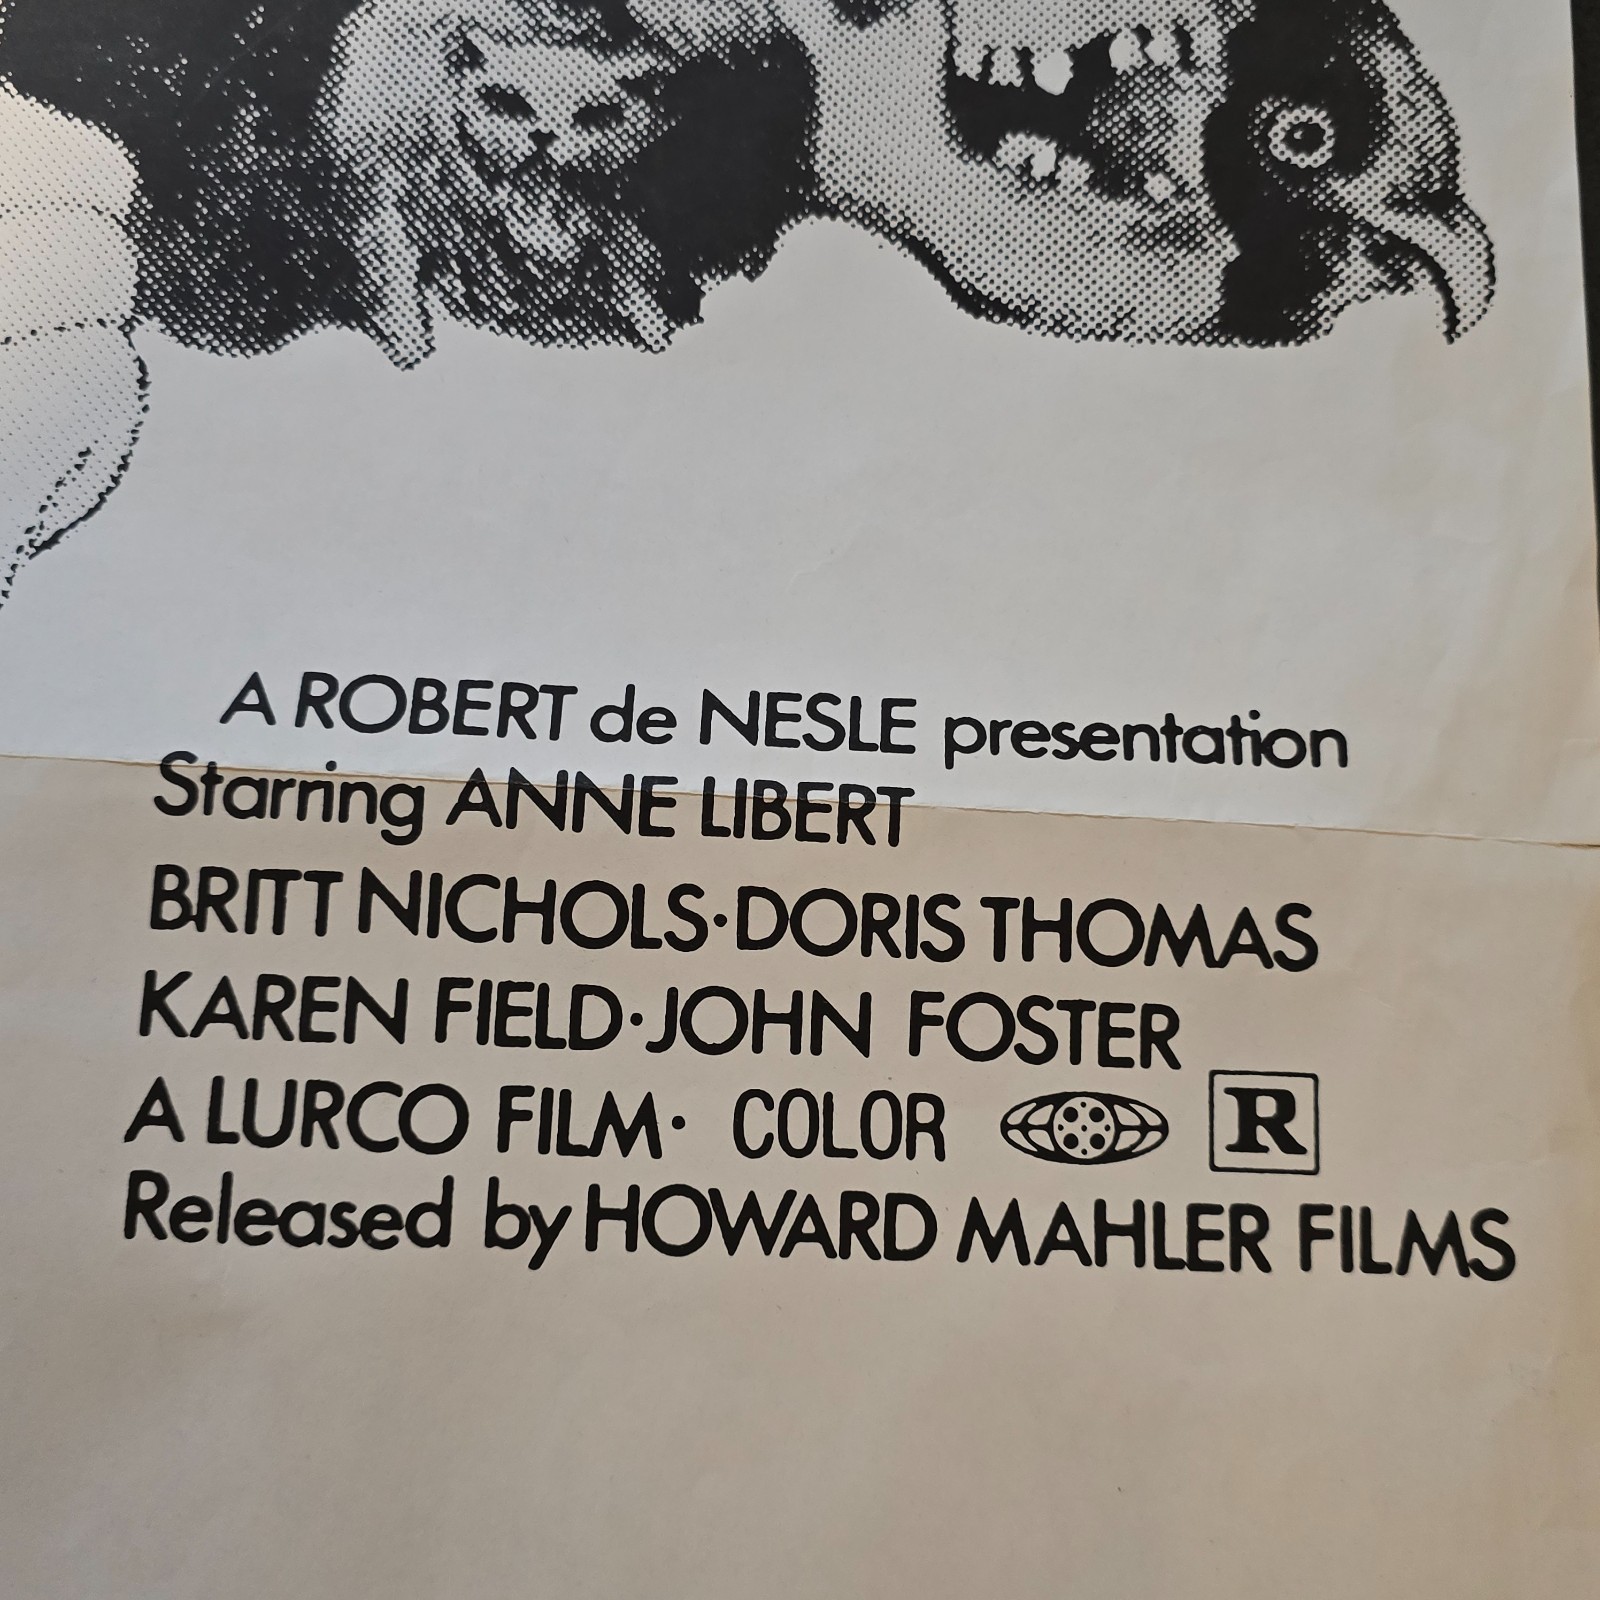 A ROBERT de NESLE presentation
Starring ANNE LIBERT
BRITT NICHOLS·DORIS THOMAS
KAREN FIELD·JOHN FOSTER
A LURCO FILM· COLOR R
Released by HOWARD MAHLER FILMS